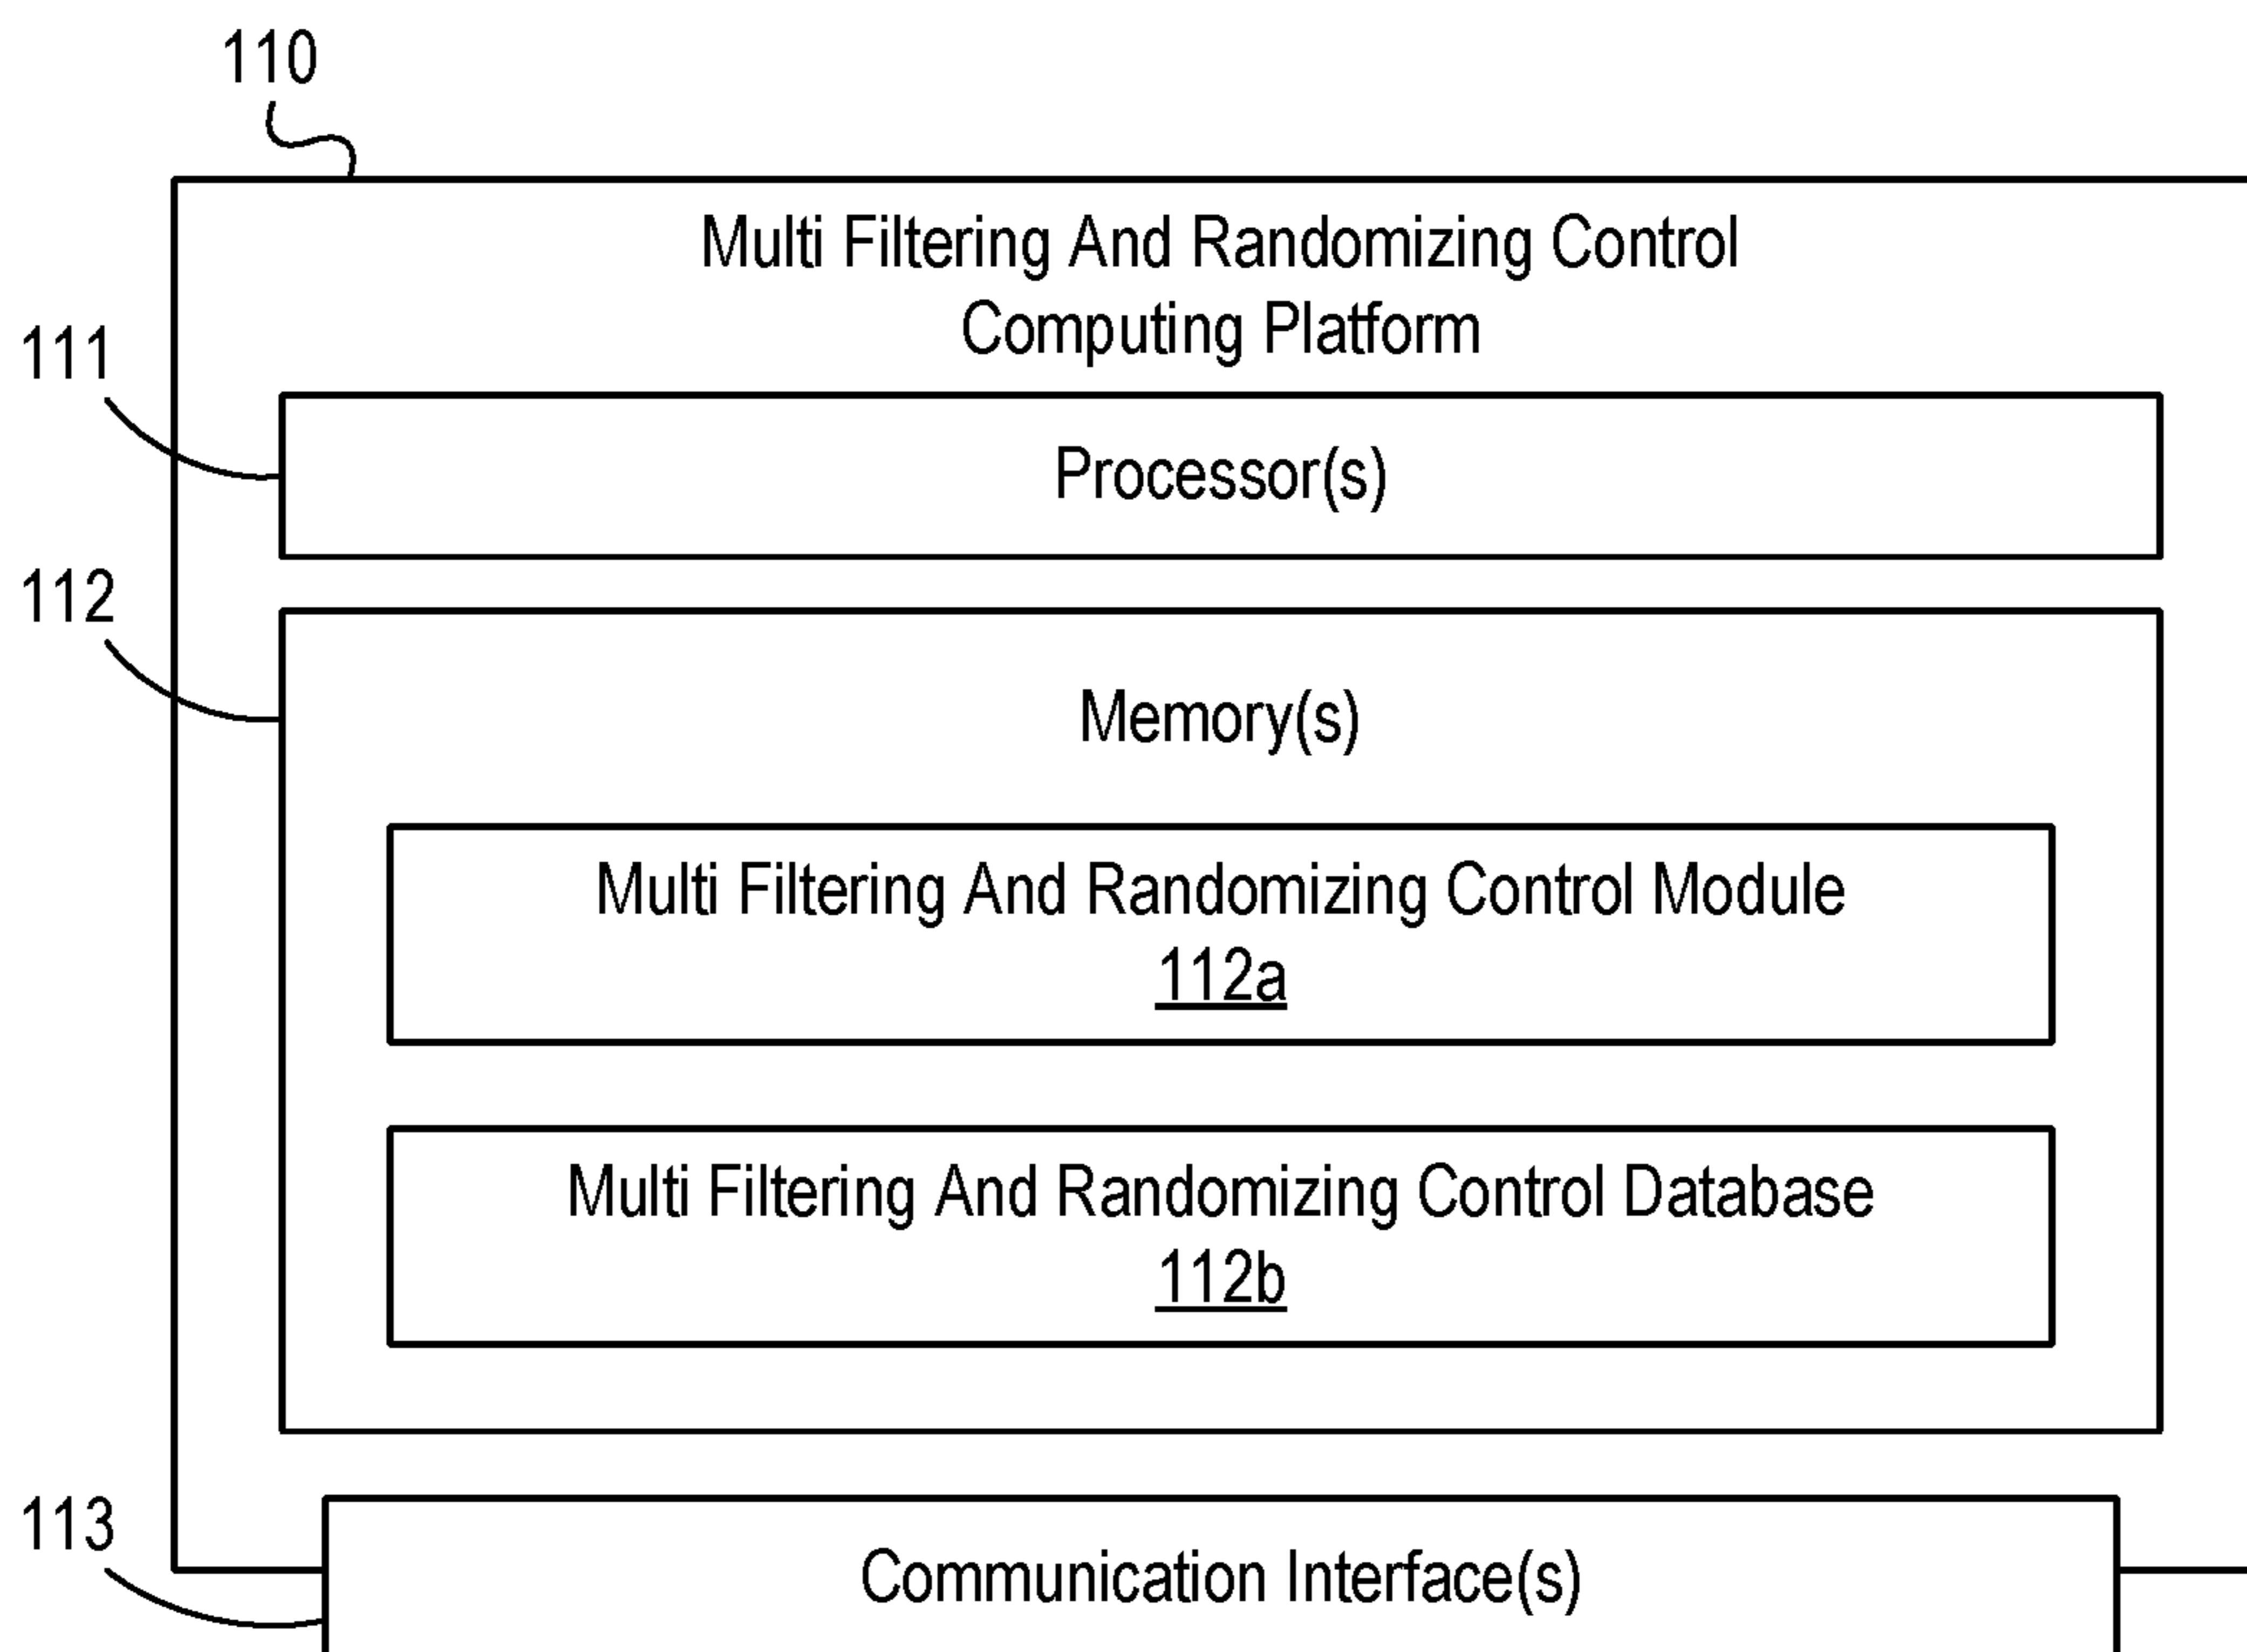 110
Multi Filtering And Randomizing Control
Computing Platform
111
Processor(s)
112
Memory(s)
Multi Filtering And Randomizing Control Module
112a
Multi Filtering And Randomizing Control Database
112b
113
Communication Interface(s)